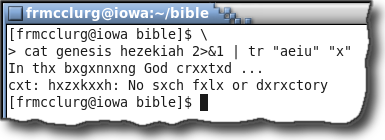 frmcclurg@iowa:~/bible
[frmcclurg@iowa bible]$ \
> cat genesis hezekiah 2>&1 | tr "aeiu" "x"
In thx bxgxnnxng God crxxtxd ...
cxt: hxzxkxxh: No sxch fxlx or dxrxctory
[frmcclurg@iowa bible]$